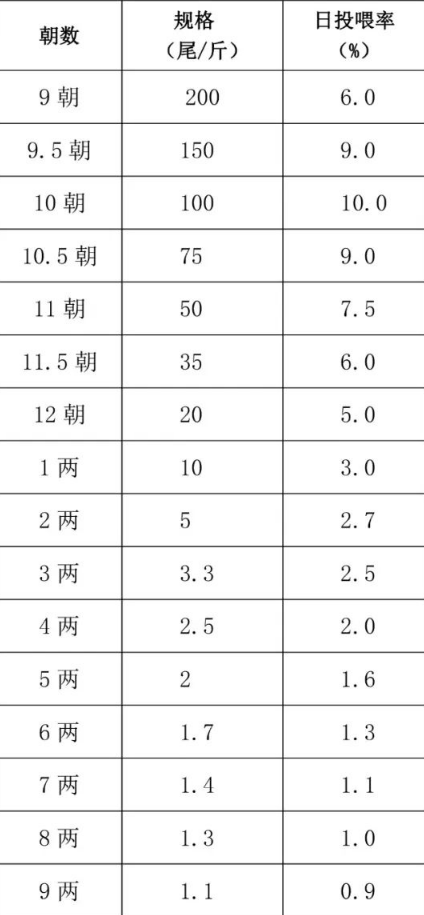 朝数 规格（尾/斤） 日投喂率（%）
9 朝 200 6.0
9.5 朝 150 9.0
10 朝 100 10.0
10.5 朝 75 9.0
11 朝 50 7.5
11.5 朝 35 6.0
12 朝 20 5.0
1 两 10 3.0
2 两 5 2.7
3 两 3.3 2.5
4 两 2.5 2.0
5 两 2 1.6
6 两 1.7 1.3
7 两 1.4 1.1
8 两 1.3 1.0
9 两 1.1 0.9